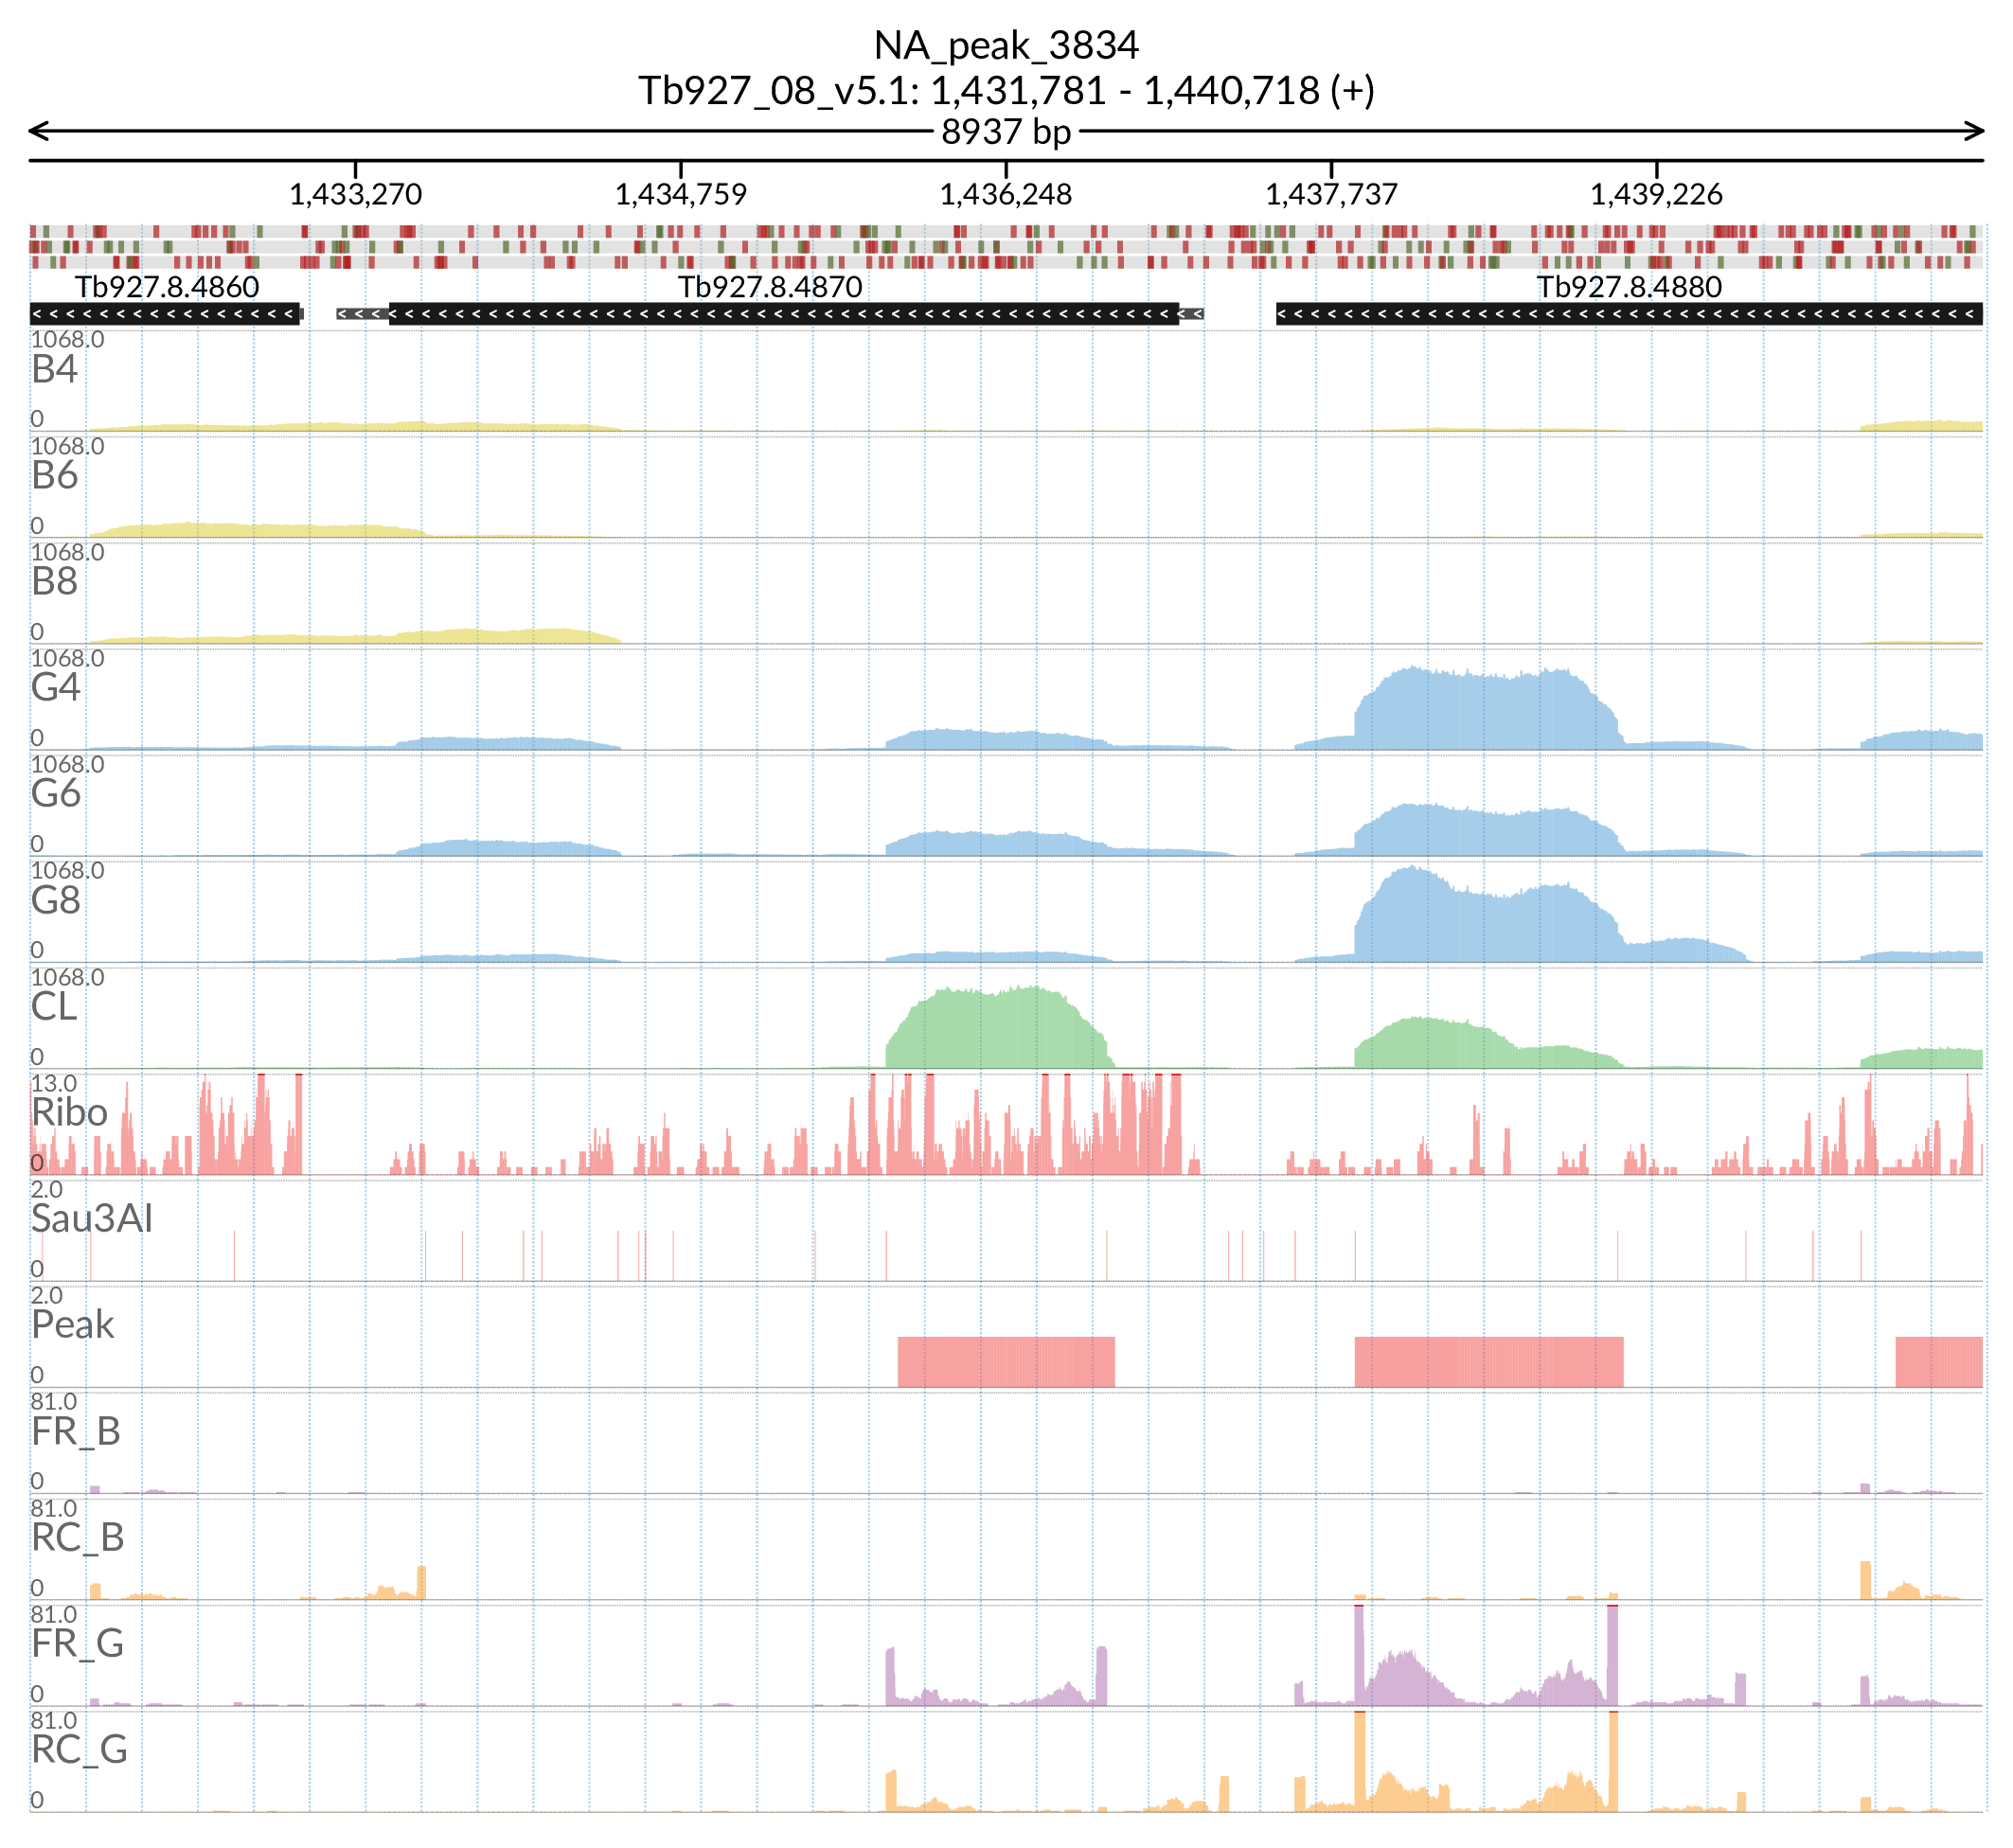 NA_peak_3834
Tb927_08_v5.1: 1,431,781 - 1,440,718 (+)
8937 bp
1,433,270 1,434,759 1,436,248 1,437,737 1,439,226
Tb927.8.4860 Tb927.8.4870 Tb927.8.4880
1068.0
B4
0
1068.0
B6
0
1068.0
B8
0
1068.0
G4
0
1068.0
G6
0
1068.0
G8
0
1068.0
CL
0
13.0
Ribo
0
2.0
Sau3AI
0
2.0
Peak
0
81.0
FR_B
0
81.0
RC_B
0
81.0
FR_G
0
81.0
RC_G
0